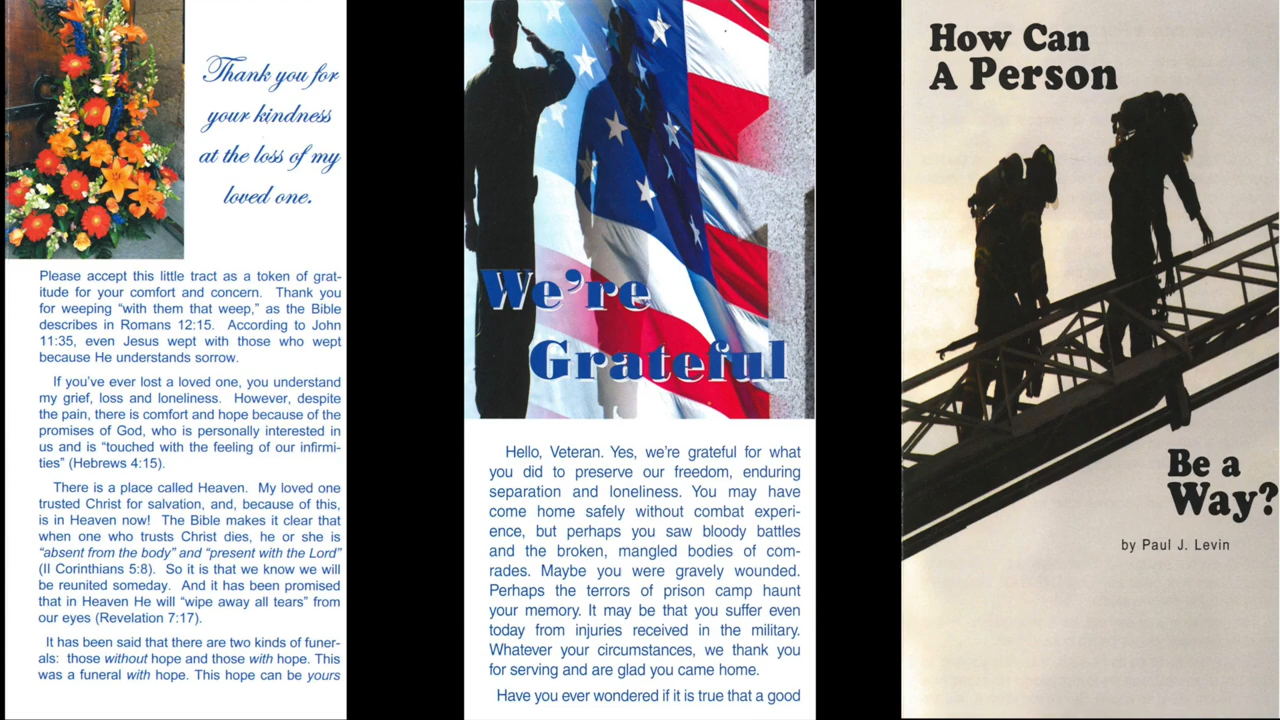 Thank you for
your kindness
at the loss of my
loved one.
Please accept this little tract as a token of grat-
itude for your comfort and concern. Thank you
for weeping “with them that weep,” as the Bible
describes in Romans 12:15. According to John
11:35, even Jesus wept with those who wept
because He understands sorrow.
If you’ve ever lost a loved one, you understand
my grief, loss and loneliness. However, despite
the pain, there is comfort and hope because of the
promises of God, who is personally interested in
us and is “touched with the feeling of our infirmi-
ties” (Hebrews 4:15).
There is a place called Heaven. My loved one
trusted Christ for salvation, and, because of this,
is in Heaven now! The Bible makes it clear that
when one who trusts Christ dies, he or she is
“absent from the body” and “present with the Lord”
(II Corinthians 5:8). So it is that we know we will
be reunited someday. And it has been promised
that in Heaven He will “wipe away all tears” from
our eyes (Revelation 7:17).
It has been said that there are two kinds of funer-
als: those without hope and those with hope. This
was a funeral with hope. This hope can be yours
We’re
Grateful
Hello, Veteran. Yes, we’re grateful for what
you did to preserve our freedom, enduring
separation and loneliness. You may have
come home safely without combat experi-
ence, but perhaps you saw bloody battles
and the broken, mangled bodies of com-
rades. Maybe you were gravely wounded.
Perhaps the terrors of prison camp haunt
your memory. It may be that you suffer even
today from injuries received in the military.
Whatever your circumstances, we thank you
for serving and are glad you came home.
Have you ever wondered if it is true that a good
How Can
A Person
Be a
Way?
by Paul J. Levin